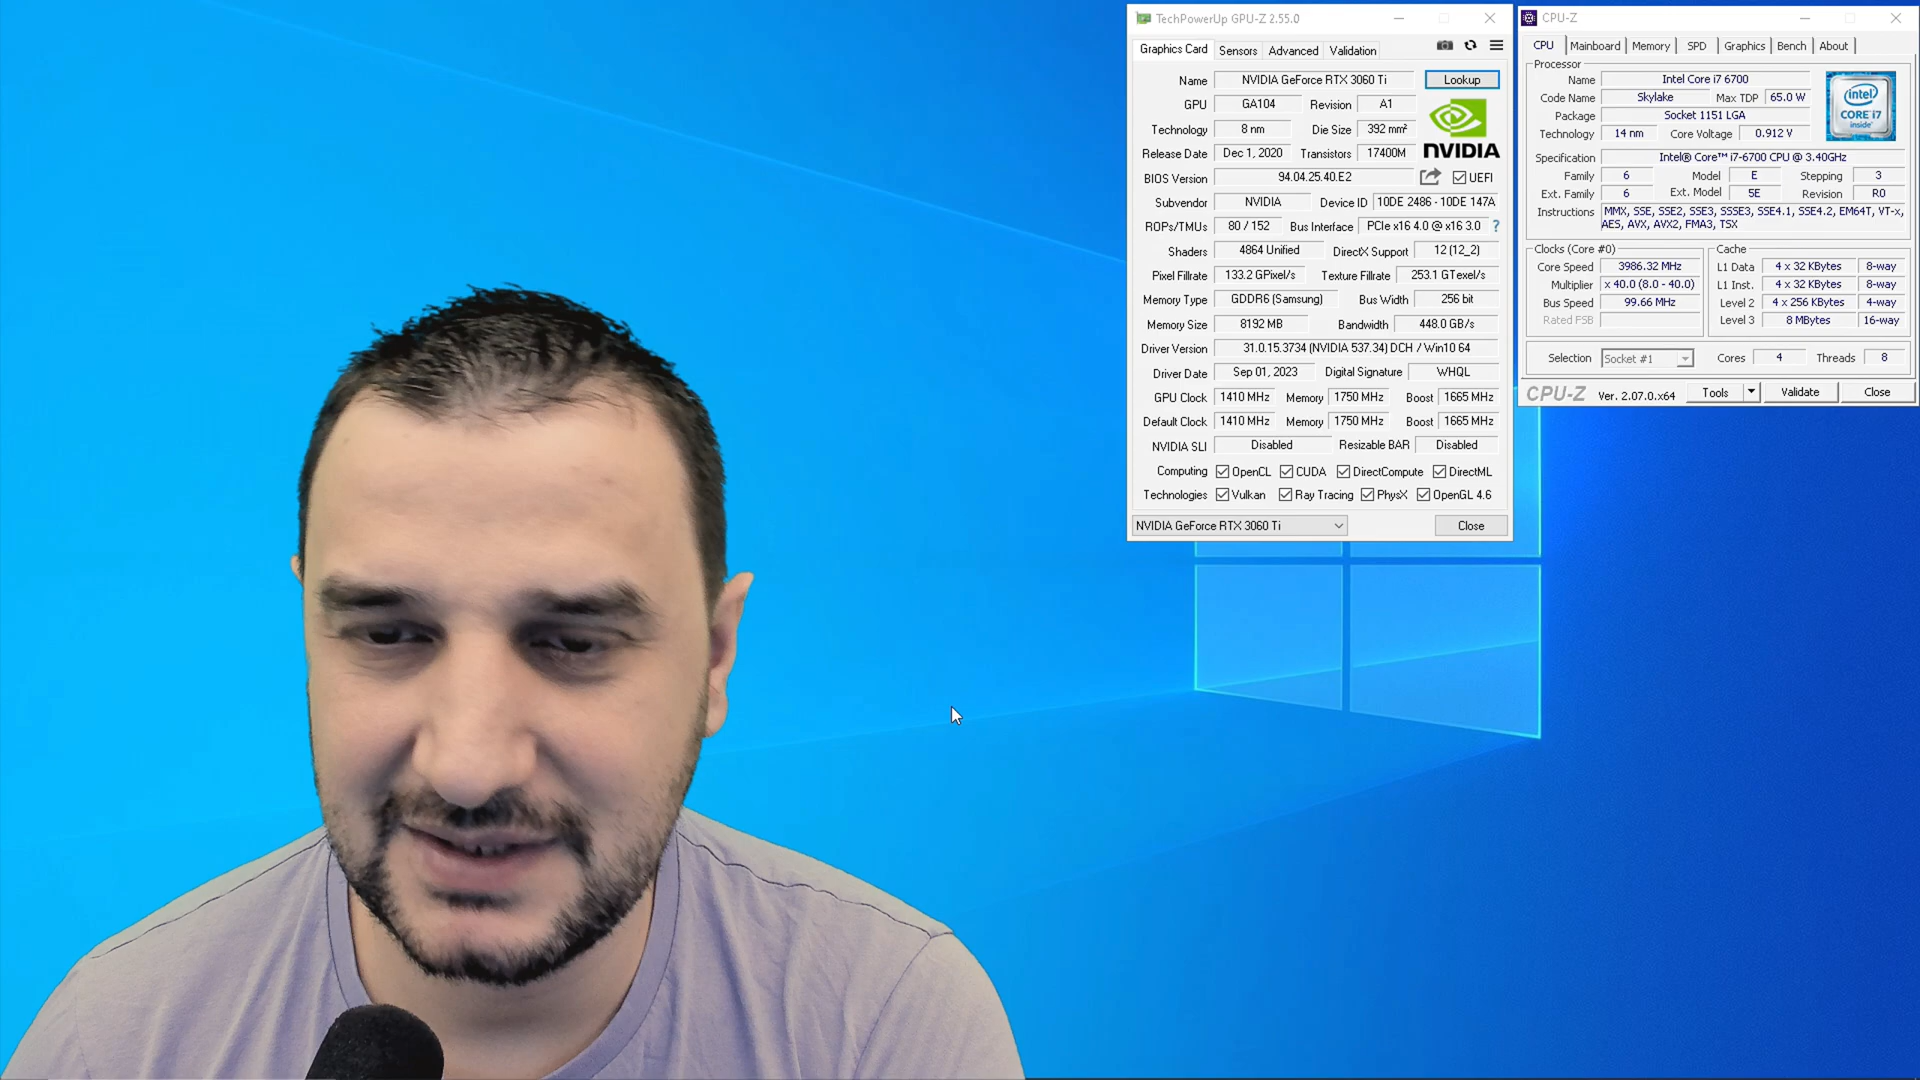 TechPowerUp GPU-Z 2.55.0
Graphics Card Sensors Advanced Validation
Name NVIDIA GeForce RTX 3060 Ti Lookup
GPU GA104 Revision A1
Technology 8 nm Die Size 392 mm²
Release Date Dec 1, 2020 Transistors 17400M
NVIDIA
BIOS Version 94.04.25.40.E2 UEFI
Subvendor NVIDIA Device ID 10DE 2486 - 10DE 147A
ROPs/TMUs 80 / 152 Bus Interface PCIe x16 4.0 @ x16 3.0 ?
Shaders 4864 Unified DirectX Support 12 (12_2)
Pixel Fillrate 133.2 GPixel/s Texture Fillrate 253.1 GTexel/s
Memory Type GDDR6 (Samsung) Bus Width 256 bit
Memory Size 8192 MB Bandwidth 448.0 GB/s
Driver Version 31.0.15.3734 (NVIDIA 537.34) DCH / Win10 64
Driver Date Sep 01, 2023 Digital Signature WHQL
GPU Clock 1410 MHz Memory 1750 MHz Boost 1665 MHz
Default Clock 1410 MHz Memory 1750 MHz Boost 1665 MHz
NVIDIA SLI Disabled Resizable BAR Disabled
Computing OpenCL CUDA DirectCompute DirectML
Technologies Vulkan Ray Tracing PhysX OpenGL 4.6
NVIDIA GeForce RTX 3060 Ti Close
CPU-Z
CPU Mainboard Memory SPD Graphics Bench About
Processor
Name Intel Core i7 6700
Code Name Skylake Max TDP 65.0 W
Package Socket 1151 LGA
Technology 14 nm Core Voltage 0.912 V
intel
CORE i7
inside
Specification Intel® Core™ i7-6700 CPU @ 3.40GHz
Family 6 Model E Stepping 3
Ext. Family 6 Ext. Model 5E Revision R0
Instructions MMX, SSE, SSE2, SSE3, SSSE3, SSE4.1, SSE4.2, EM64T, VT-x,
AES, AVX, AVX2, FMA3, TSX
Clocks (Core #0)
Core Speed 3986.32 MHz
Multiplier x 40.0 (8.0 - 40.0)
Bus Speed 99.66 MHz
Rated FSB
Cache
L1 Data 4 x 32 KBytes 8-way
L1 Inst. 4 x 32 KBytes 8-way
Level 2 4 x 256 KBytes 4-way
Level 3 8 MBytes 16-way
Selection Socket #1 Cores 4 Threads 8
CPU-Z Ver. 2.07.0.x64 Tools Validate Close